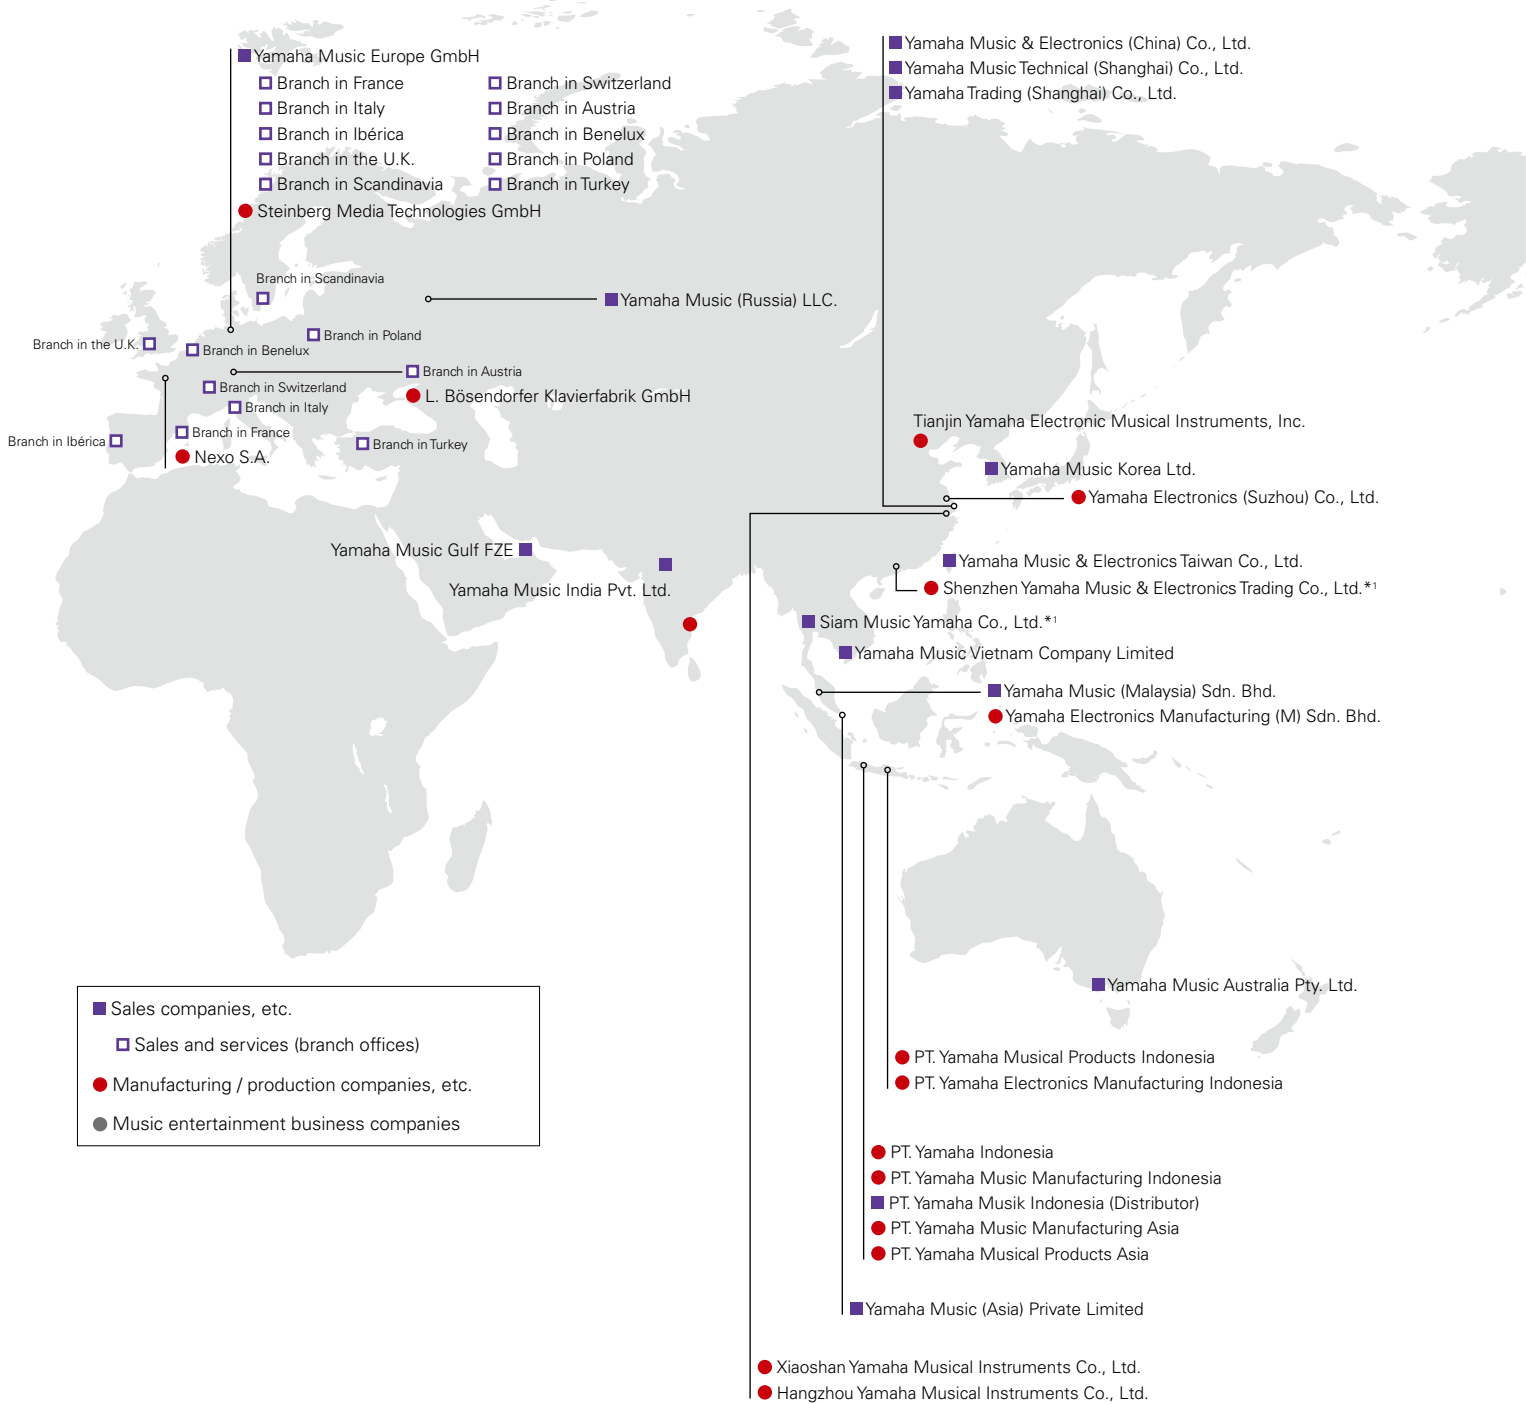 Yamaha Music Europe GmbH
Branch in France
Branch in Italy
Branch in Ibérica
Branch in the U.K.
Branch in Scandinavia
Branch in Switzerland
Branch in Austria
Branch in Benelux
Branch in Poland
Branch in Turkey
Steinberg Media Technologies GmbH
Yamaha Music & Electronics (China) Co., Ltd.
Yamaha Music Technical (Shanghai) Co., Ltd.
Yamaha Trading (Shanghai) Co., Ltd.
Branch in Scandinavia
Yamaha Music (Russia) LLC.
Branch in Poland
Branch in the U.K.
Branch in Benelux
Branch in Austria
Branch in Switzerland
L. Bösendorfer Klavierfabrik GmbH
Branch in Italy
Branch in France
Branch in Ibérica
Branch in Turkey
Nexo S.A.
Tianjin Yamaha Electronic Musical Instruments, Inc.
Yamaha Music Korea Ltd.
Yamaha Electronics (Suzhou) Co., Ltd.
Yamaha Music Gulf FZE
Yamaha Music India Pvt. Ltd.
Yamaha Music & Electronics Taiwan Co., Ltd.
Shenzhen Yamaha Music & Electronics Trading Co., Ltd.*1
Siam Music Yamaha Co., Ltd.*1
Yamaha Music Vietnam Company Limited
Yamaha Music (Malaysia) Sdn. Bhd.
Yamaha Electronics Manufacturing (M) Sdn. Bhd.
Yamaha Music Australia Pty. Ltd.
Sales companies, etc.
Sales and services (branch offices)
Manufacturing / production companies, etc.
Music entertainment business companies
PT. Yamaha Musical Products Indonesia
PT. Yamaha Electronics Manufacturing Indonesia
PT. Yamaha Indonesia
PT. Yamaha Music Manufacturing Indonesia
PT. Yamaha Musik Indonesia (Distributor)
PT. Yamaha Music Manufacturing Asia
PT. Yamaha Musical Products Asia
Yamaha Music (Asia) Private Limited
Xiaoshan Yamaha Musical Instruments Co., Ltd.
Hangzhou Yamaha Musical Instruments Co., Ltd.